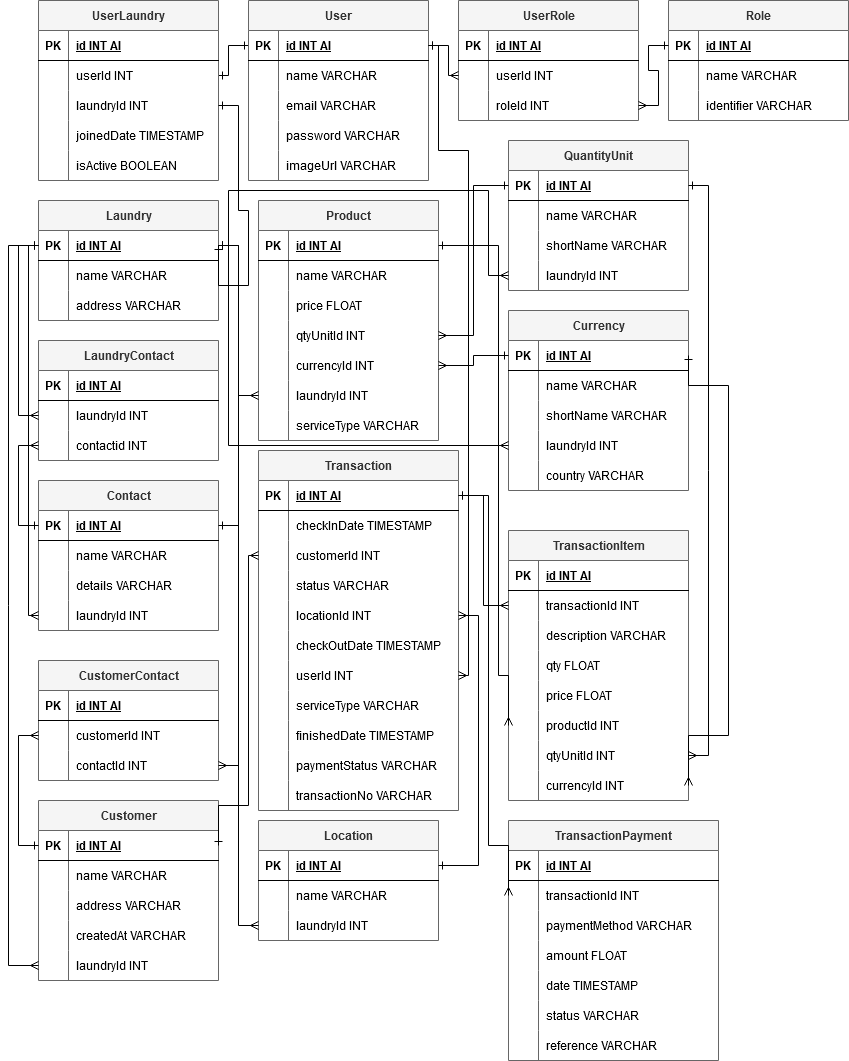 UserLaundry
PK id INT AI
userId INT
laundryId INT
joinedDate TIMESTAMP
isActive BOOLEAN
User
PK id INT AI
name VARCHAR
email VARCHAR
password VARCHAR
imageUrl VARCHAR
UserRole
PK id INT AI
userId INT
roleId INT
Role
PK id INT AI
name VARCHAR
identifier VARCHAR
Laundry
PK id INT AI
name VARCHAR
address VARCHAR
Product
PK id INT AI
name VARCHAR
price FLOAT
qtyUnitId INT
currencyId INT
laundryId INT
serviceType VARCHAR
QuantityUnit
PK id INT AI
name VARCHAR
shortName VARCHAR
laundryId INT
Currency
PK id INT AI
name VARCHAR
shortName VARCHAR
laundryId INT
country VARCHAR
LaundryContact
PK id INT AI
laundryId INT
contactid INT
Contact
PK id INT AI
name VARCHAR
details VARCHAR
laundryId INT
Transaction
PK id INT AI
checkInDate TIMESTAMP
customerId INT
status VARCHAR
locationId INT
checkOutDate TIMESTAMP
userId INT
serviceType VARCHAR
finishedDate TIMESTAMP
paymentStatus VARCHAR
transactionNo VARCHAR
TransactionItem
PK id INT AI
transactionId INT
description VARCHAR
qty FLOAT
price FLOAT
productId INT
qtyUnitId INT
currencyId INT
CustomerContact
PK id INT AI
customerId INT
contactId INT
Customer
PK id INT AI
name VARCHAR
address VARCHAR
createdAt VARCHAR
laundryId INT
Location
PK id INT AI
name VARCHAR
laundryId INT
TransactionPayment
PK id INT AI
transactionId INT
paymentMethod VARCHAR
amount FLOAT
date TIMESTAMP
status VARCHAR
reference VARCHAR